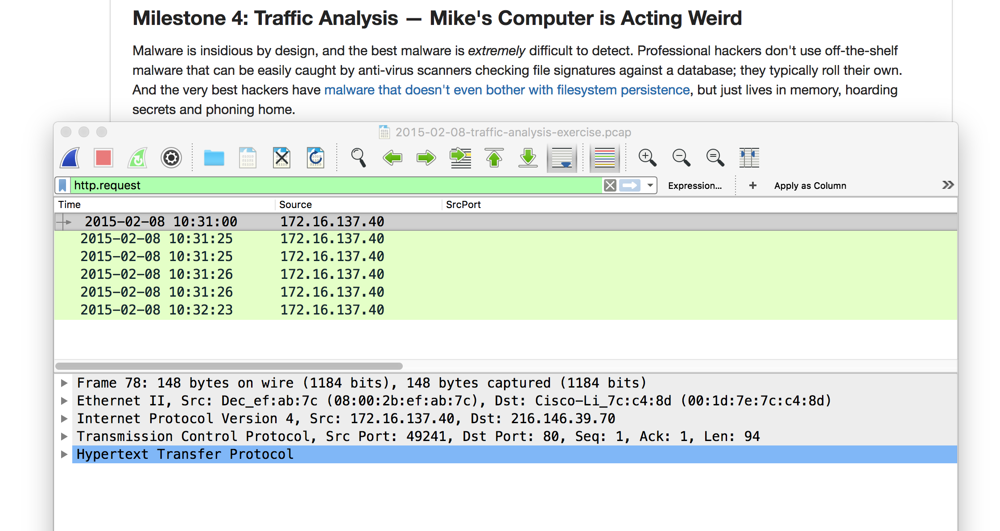 Milestone 4: Traffic Analysis — Mike's Computer is Acting Weird
Malware is insidious by design, and the best malware is extremely difficult to detect. Professional hackers don't use off-the-shelf
malware that can be easily caught by anti-virus scanners checking file signatures against a database; they typically roll their own.
And the very best hackers have malware that doesn't even bother with filesystem persistence, but just lives in memory, hoarding
secrets and phoning home.
2015-02-08-traffic-analysis-exercise.pcap
http.request Expression... + Apply as Column
Time Source SrcPort
2015-02-08 10:31:00 172.16.137.40
2015-02-08 10:31:25 172.16.137.40
2015-02-08 10:31:25 172.16.137.40
2015-02-08 10:31:26 172.16.137.40
2015-02-08 10:31:26 172.16.137.40
2015-02-08 10:32:23 172.16.137.40
Frame 78: 148 bytes on wire (1184 bits), 148 bytes captured (1184 bits)
Ethernet II, Src: Dec_ef:ab:7c (08:00:2b:ef:ab:7c), Dst: Cisco-Li_7c:c4:8d (00:1d:7e:7c:c4:8d)
Internet Protocol Version 4, Src: 172.16.137.40, Dst: 216.146.39.70
Transmission Control Protocol, Src Port: 49241, Dst Port: 80, Seq: 1, Ack: 1, Len: 94
Hypertext Transfer Protocol